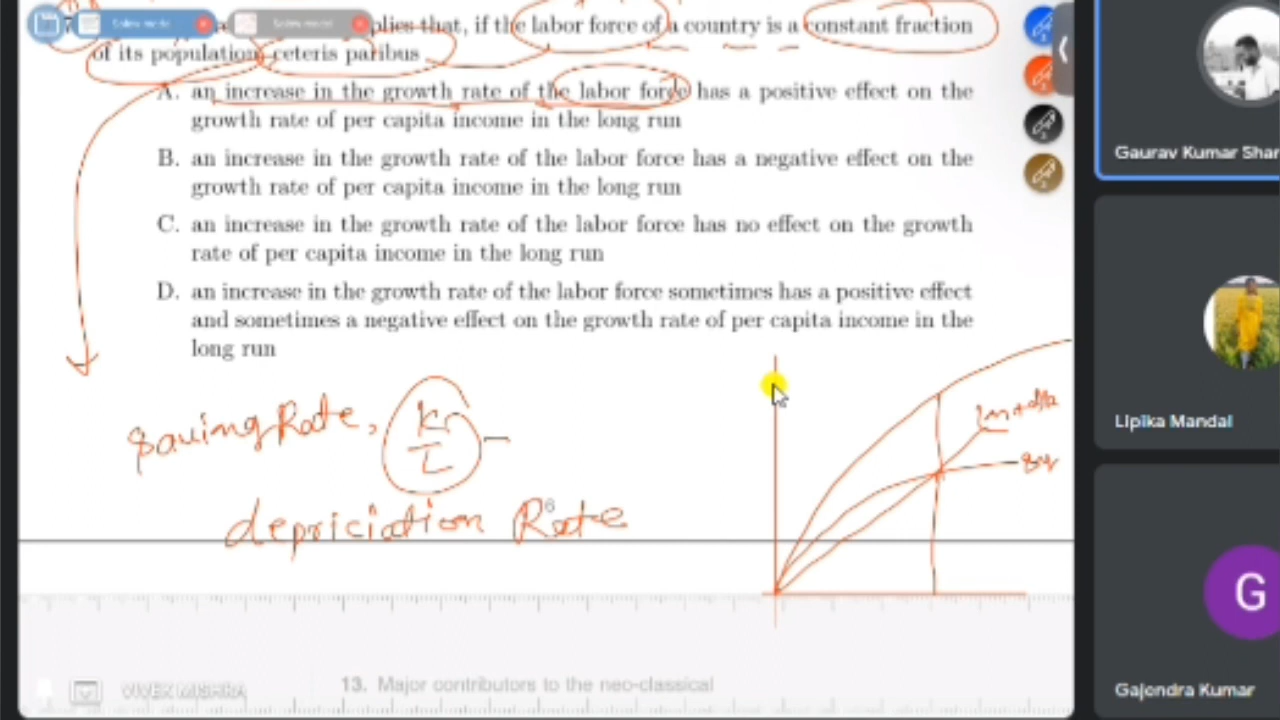 plies that, if the labor force of a country is a constant fraction
of its population, ceteris paribus
A. an increase in the growth rate of the labor force has a positive effect on the
growth rate of per capita income in the long run
B. an increase in the growth rate of the labor force has a negative effect on the
growth rate of per capita income in the long run
C. an increase in the growth rate of the labor force has no effect on the growth
rate of per capita income in the long run
D. an increase in the growth rate of the labor force sometimes has a positive effect
and sometimes a negative effect on the growth rate of per capita income in the
long run
saving Rate,
depriciation Rate
VIVEK MISHRA
13. Major contributors to the neo-classical
Gaurav Kumar Shar
Lipika Mandal
G
Gajendra Kumar